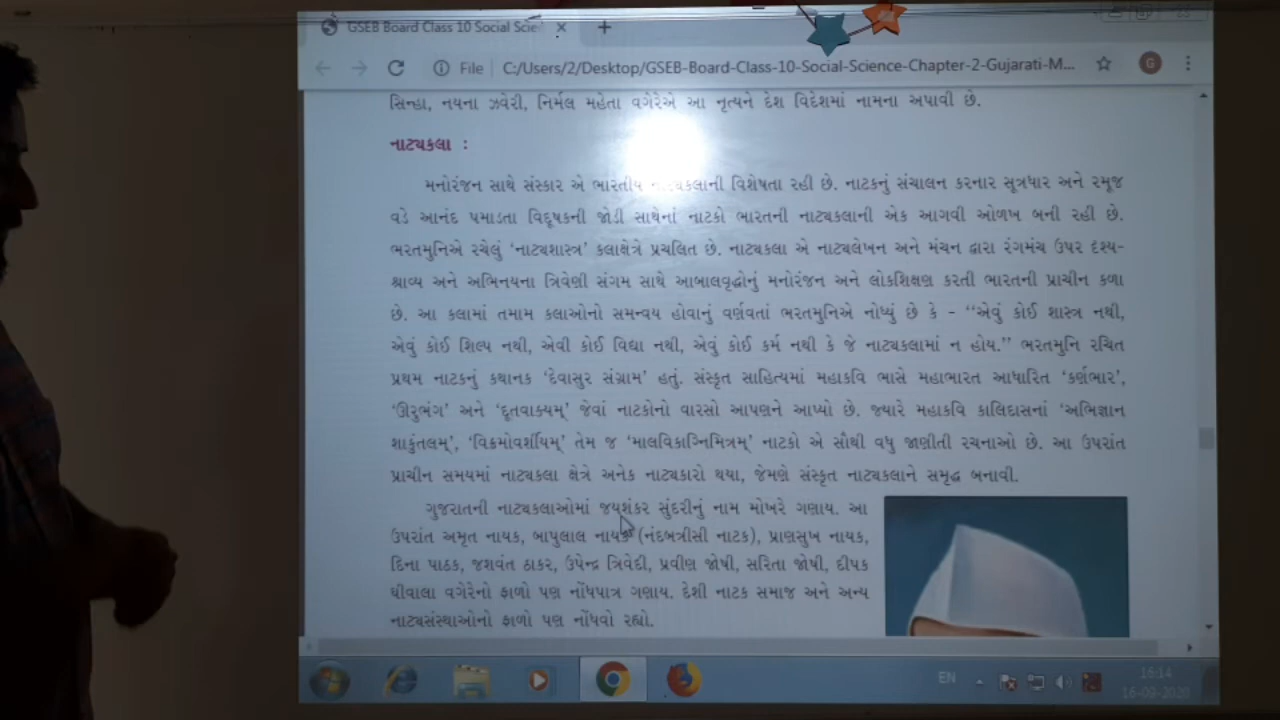 GSEB Board Class 10 Social Scie
File
C:/Users/2/Desktop/GSEB-Board-Class-10-Social-Science-Chapter-2-Gujarati-M...
G
સિન્હા, નયના ઝવેરી, નિર્મલ મહેતા વગેરેએ આ નૃત્યને દેશ વિદેશમાં નામના અપાવી છે.
નાટ્યકલા :
મનોરંજન સાથે સંસ્કાર એ ભારતીય નાટ્યકલાની વિશેષતા રહી છે. નાટકનું સંચાલન કરનાર સૂત્રધાર અને રમૂજ
વડે આનંદ પમાડતા વિદૂષકની જોડી સાથેનાં નાટકો ભારતની નાટ્યકલાની એક આગવી ઓળખ બની રહી છે.
ભરતમુનિએ રચેલું ‘નાટ્યશાસ્ત્ર’ કલાક્ષેત્રે પ્રચલિત છે. નાટ્યકલા એ નાટ્યલેખન અને મંચન દ્વારા રંગમંચ ઉપર દૃશ્ય-
શ્રાવ્ય અને અભિનયના ત્રિવેણી સંગમ સાથે આબાલવૃદ્ધોનું મનોરંજન અને લોકશિક્ષણ કરતી ભારતની પ્રાચીન કળા
છે. આ કલામાં તમામ કલાઓનો સમન્વય હોવાનું વર્ણવતાં ભરતમુનિએ નોંધ્યું છે કે - “એવું કોઈ શાસ્ત્ર નથી,
એવું કોઈ શિલ્પ નથી, એવી કોઈ વિદ્યા નથી, એવું કોઈ કર્મ નથી કે જે નાટ્યકલામાં ન હોય.” ભરતમુનિ રચિત
પ્રથમ નાટકનું કથાનક ‘દેવાસુર સંગ્રામ’ હતું. સંસ્કૃત સાહિત્યમાં મહાકવિ ભાસે મહાભારત આધારિત ‘કર્ણભાર’,
‘ઊરુભંગ’ અને ‘દૂતવાક્યમ્’ જેવાં નાટકોનો વારસો આપણને આપ્યો છે. જ્યારે મહાકવિ કાલિદાસનાં ‘અભિજ્ઞાન
શાકુંતલમ્’, ‘વિક્રમોવર્શીયમ્’ તેમ જ ‘માલવિકાગ્નિમિત્રમ્’ નાટકો એ સૌથી વધુ જાણીતી રચનાઓ છે. આ ઉપરાંત
પ્રાચીન સમયમાં નાટ્યકલા ક્ષેત્રે અનેક નાટ્યકારો થયા, જેમણે સંસ્કૃત નાટ્યકલાને સમૃદ્ધ બનાવી.
ગુજરાતની નાટ્યકલાઓમાં જયશંકર સુંદરીનું નામ મોખરે ગણાય. આ
ઉપરાંત અમૃત નાયક, બાપુલાલ નાયક (નંદબત્રીસી નાટક), પ્રાણસુખ નાયક,
દિના પાઠક, જશવંત ઠાકર, ઉપેન્દ્ર ત્રિવેદી, પ્રવીણ જોષી, સરિતા જોષી, દીપક
ઘીવાલા વગેરેનો ફાળો પણ નોંધપાત્ર ગણાય. દેશી નાટક સમાજ અને અન્ય
નાટ્યસંસ્થાઓનો ફાળો પણ નોંધવો રહ્યો.
EN
16:14
16-09-2020